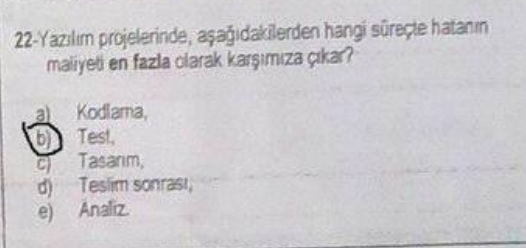 22-Yazılım projelerinde, aşağıdakilerden hangi süreçte hatanın
maliyeti en fazla olarak karşımıza çıkar?
a) Kodlama,
b) Test,
c) Tasarım,
d) Teslim sonrası,
e) Analiz.